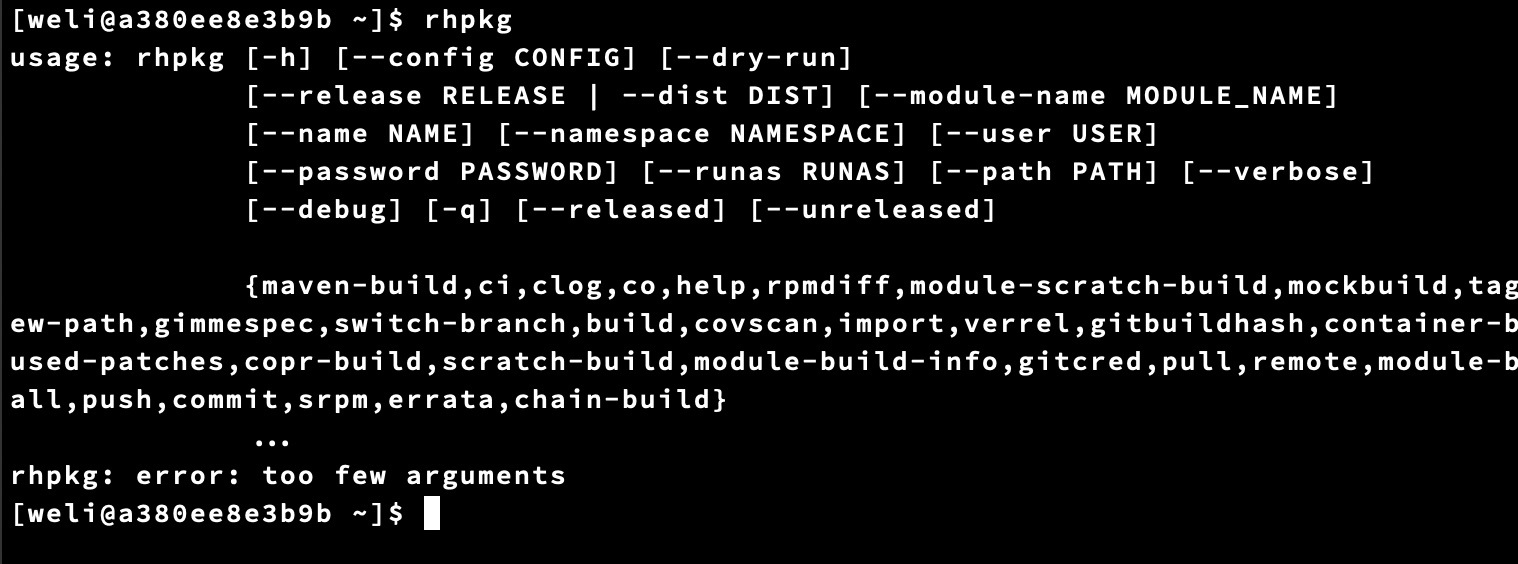 [weli@a380ee8e3b9b ~]$ rhpkg
usage: rhpkg [-h] [--config CONFIG] [--dry-run]
             [--release RELEASE | --dist DIST] [--module-name MODULE_NAME]
             [--name NAME] [--namespace NAMESPACE] [--user USER]
             [--password PASSWORD] [--runas RUNAS] [--path PATH] [--verbose]
             [--debug] [-q] [--released] [--unreleased]
             {maven-build,ci,clog,co,help,rpmdiff,module-scratch-build,mockbuild,tag
ew-path,gimmespec,switch-branch,build,covscan,import,verrel,gitbuildhash,container-b
used-patches,copr-build,scratch-build,module-build-info,gitcred,pull,remote,module-b
all,push,commit,srpm,errata,chain-build}
             ...
rhpkg: error: too few arguments
[weli@a380ee8e3b9b ~]$